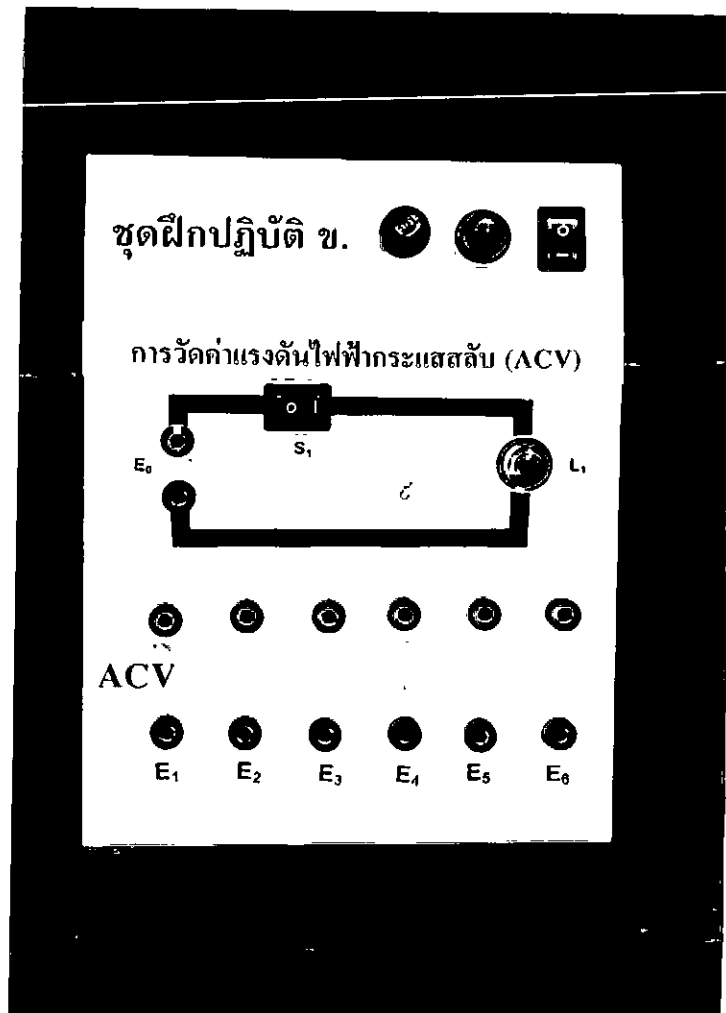 ชุดฝึกปฏิบัติ ข.
การวัดค่าแรงดันไฟฟ้ากระแสสลับ (ACV)
S₁
E₀
L₁
ACV
E₁ E₂ E₃ E₄ E₅ E₆